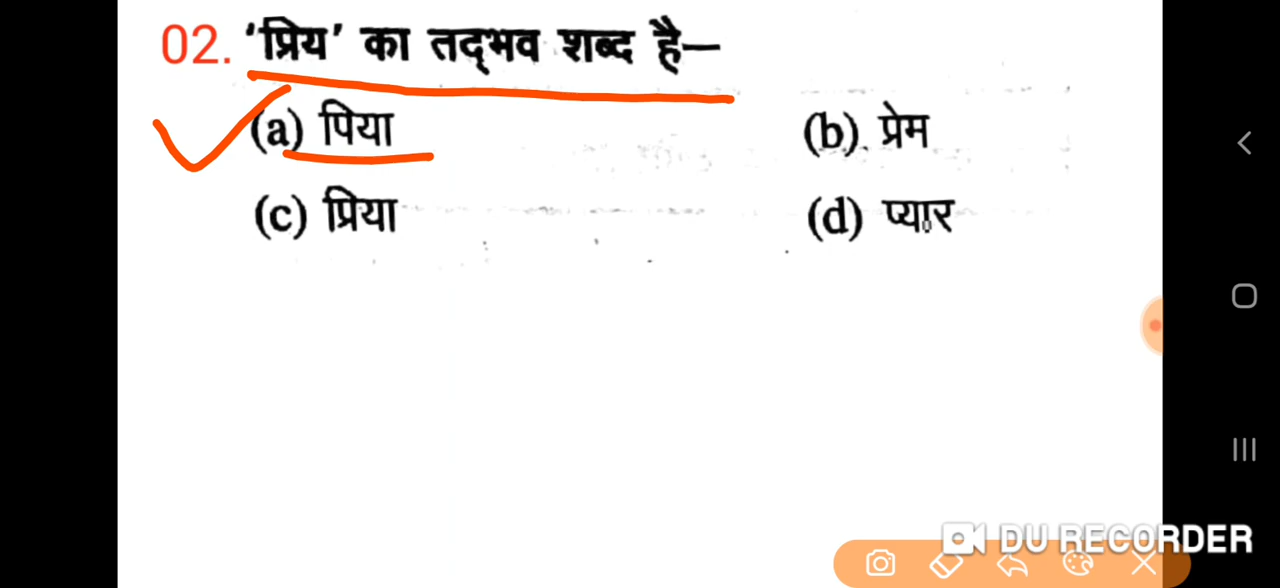 02. ‘प्रिय’ का तद्‌भव शब्द है—
(a) पिया (b) प्रेम
(c) प्रिया (d) प्यार
DU RECORDER